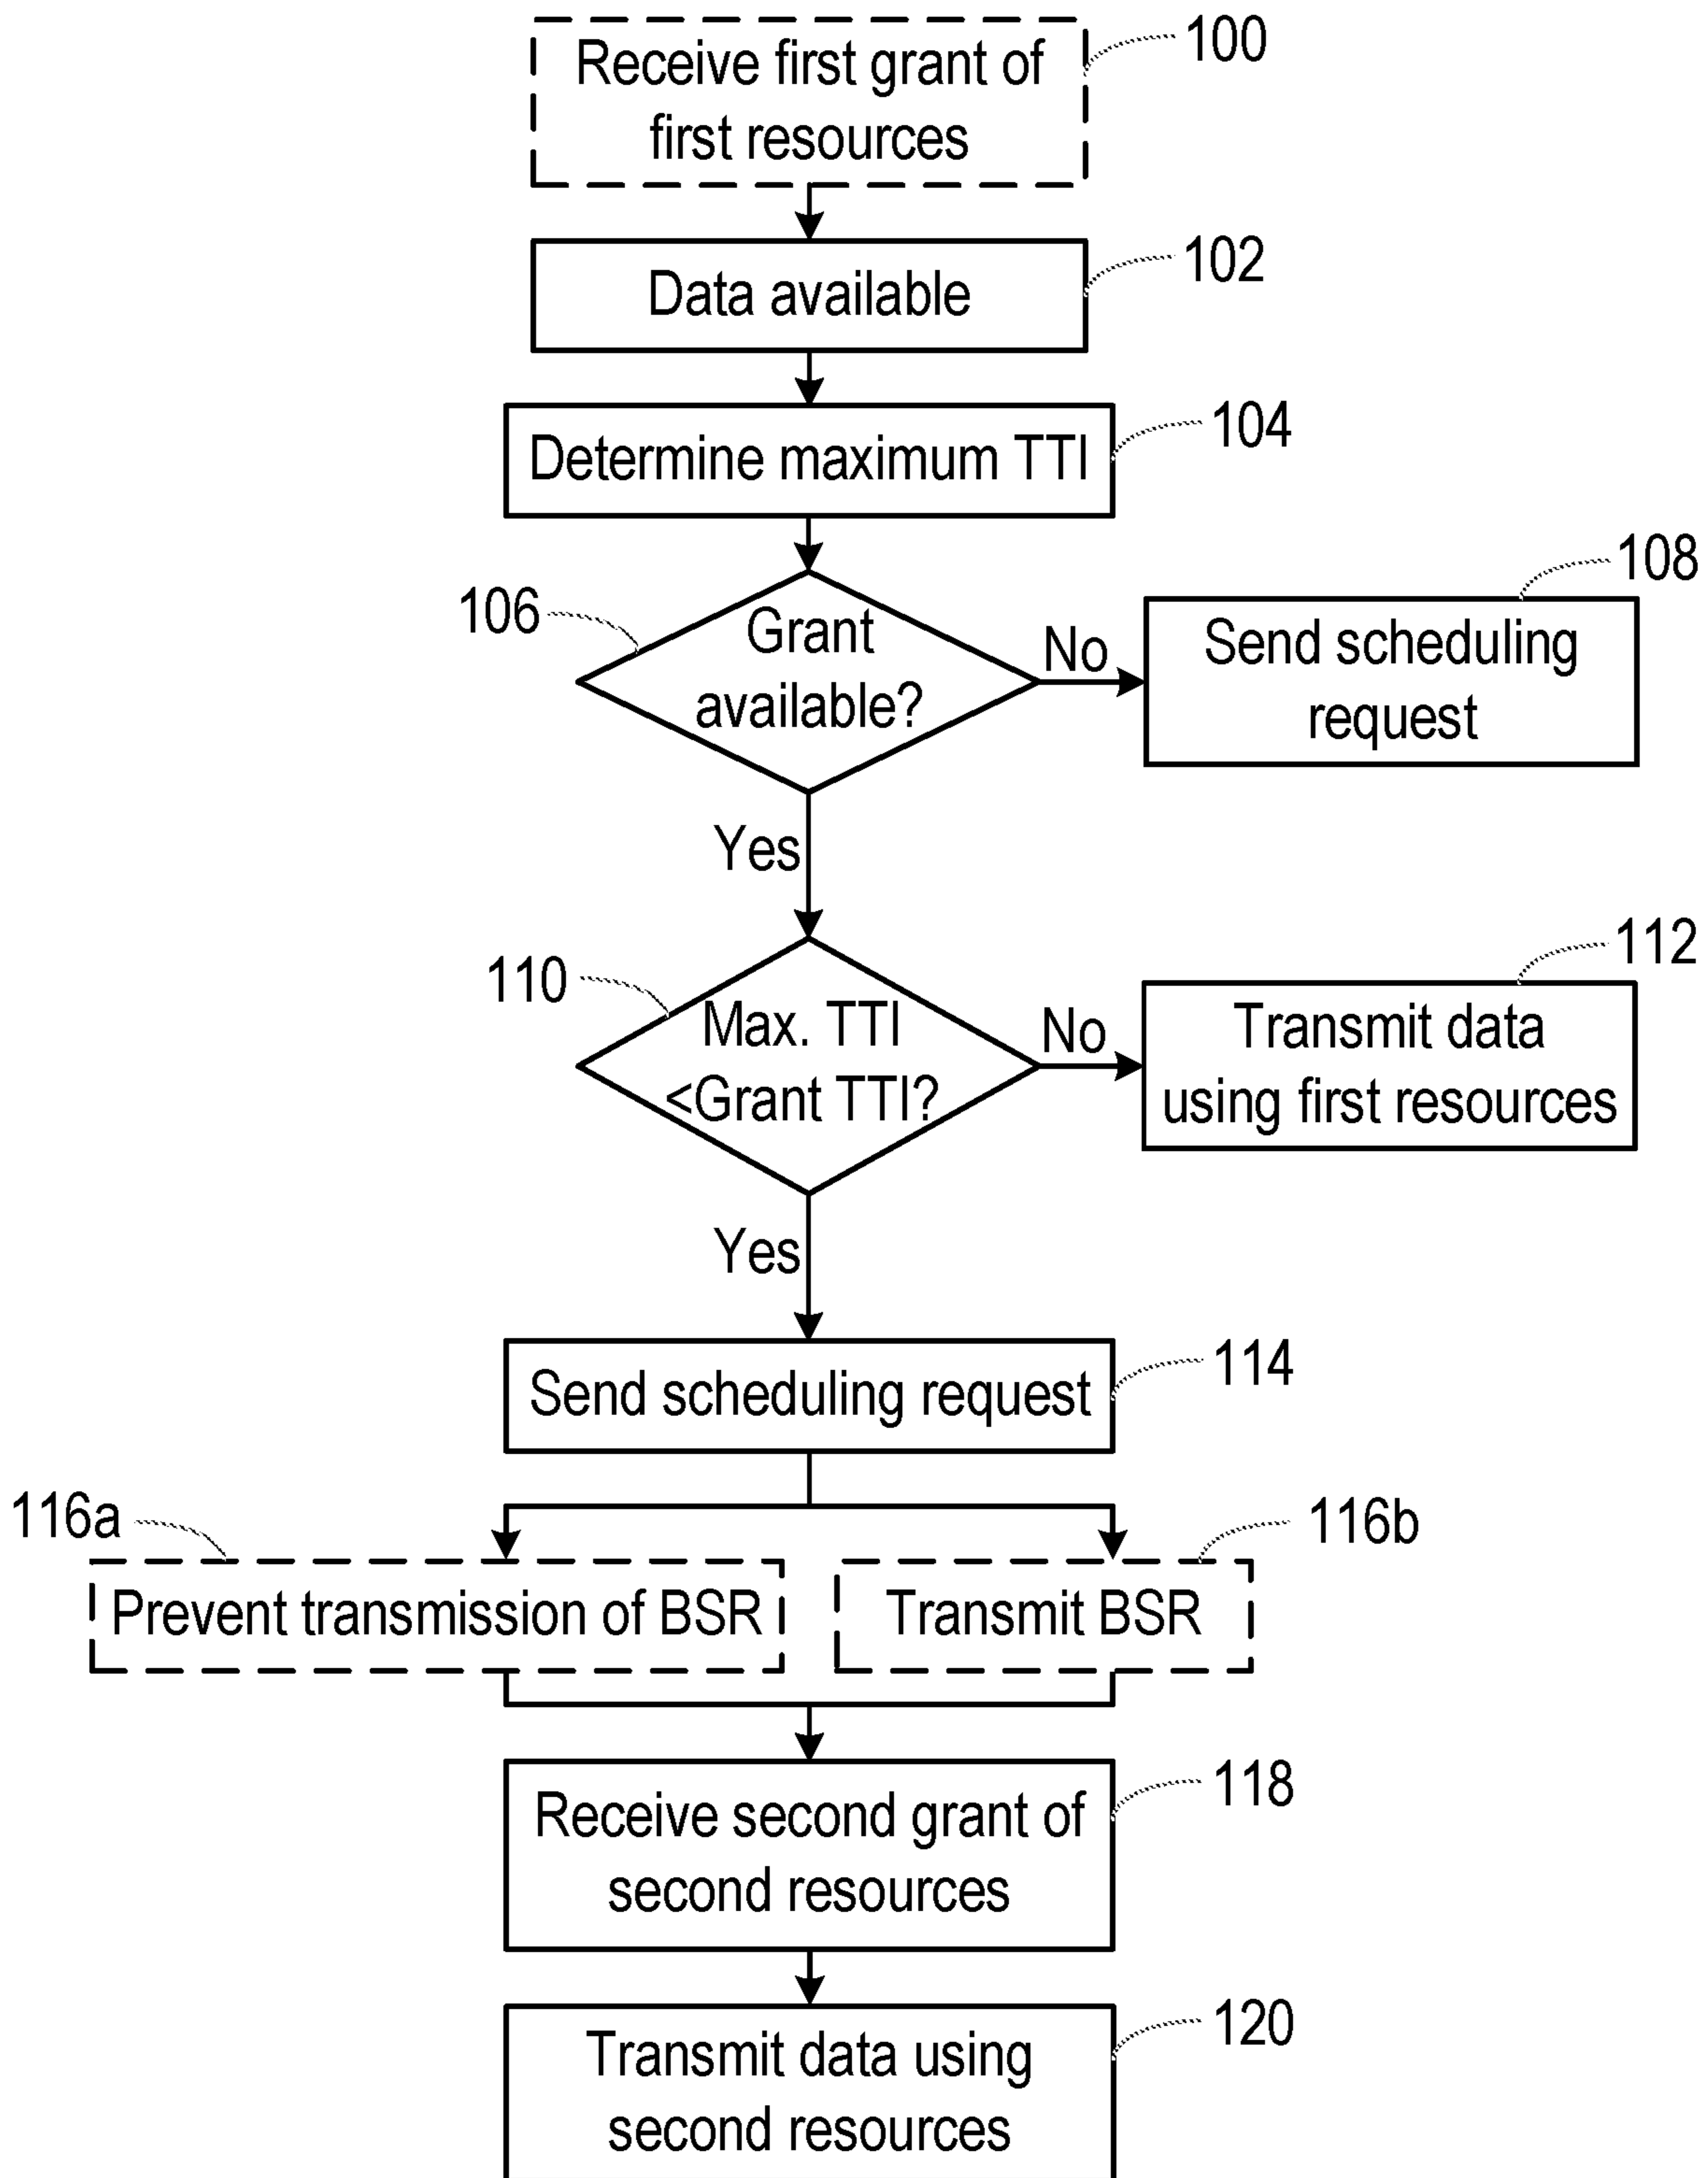 Receive first grant of
first resources
100
Data available
102
Determine maximum TTI
104
106
Grant
available?
No
Send scheduling
request
108
Yes
110
Max. TTI
<Grant TTI?
No
Transmit data
using first resources
112
Yes
Send scheduling request
114
116a
Prevent transmission of BSR
Transmit BSR
116b
Receive second grant of
second resources
118
Transmit data using
second resources
120